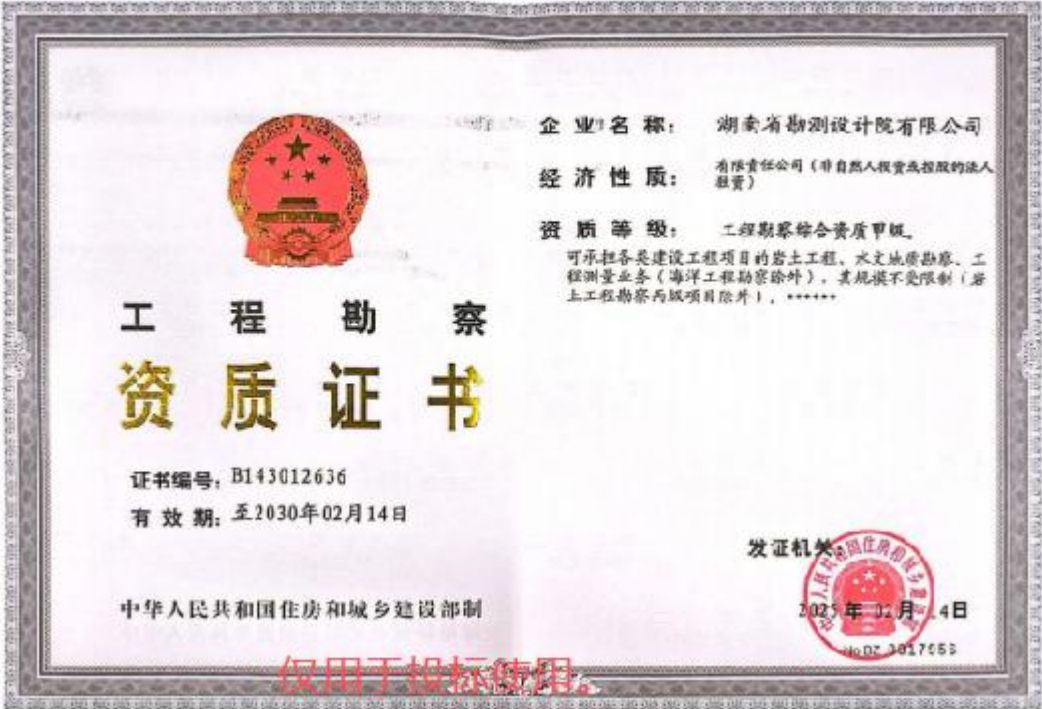 工程勘察
资质证书
证书编号：B143012636
有效期：至2030年02月14日
中华人民共和国住房和城乡建设部制
企业名称：湖南省勘测设计院有限公司
经济性质：有限责任公司（非自然人投资或控股的法人
独资）
资质等级：工程勘察综合资质甲级。
可承担各类建设工程项目的岩土工程、水文地质勘察、工
程测量业务（海洋工程勘察除外），其规模不受限制（岩
土工程勘察丙级项目除外）。******
发证机关：
2025年02月14日
No.DZ 0017956
仅用于投标使用。